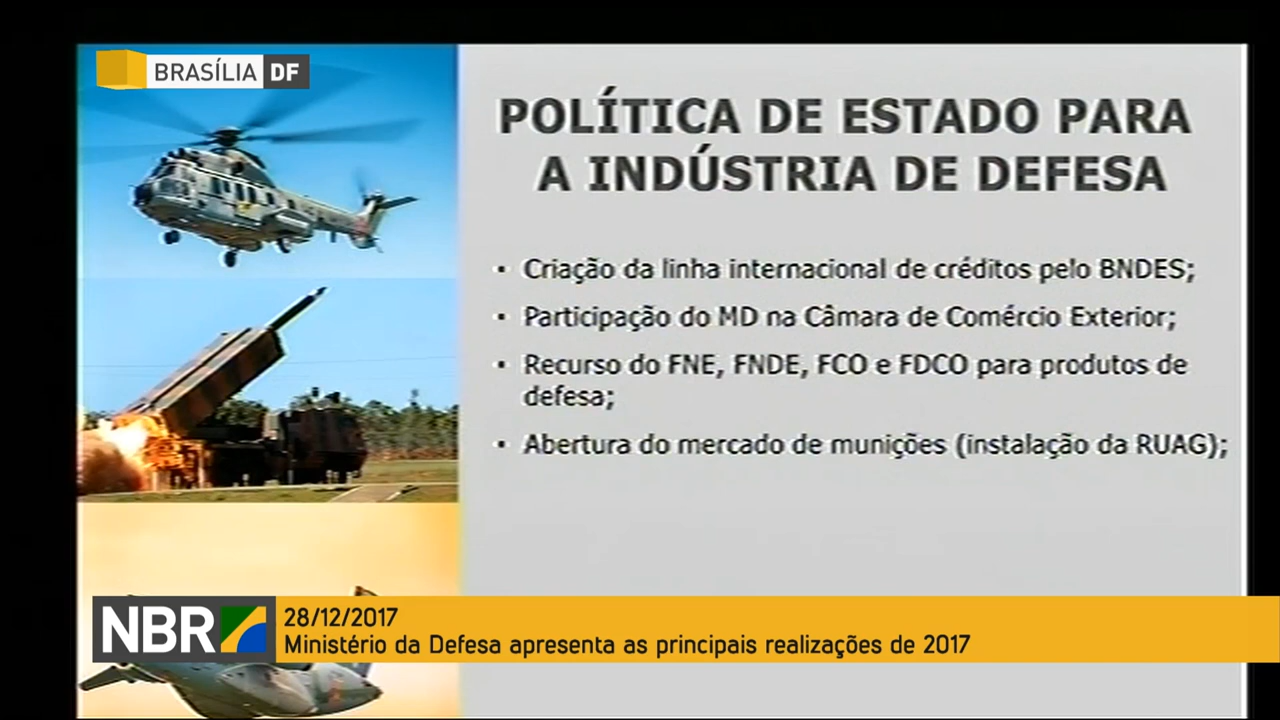 BRASÍLIA DF
POLÍTICA DE ESTADO PARA
A INDÚSTRIA DE DEFESA
▪ Criação da linha internacional de créditos pelo BNDES;
▪ Participação do MD na Câmara de Comércio Exterior;
▪ Recurso do FNE, FNDE, FCO e FDCO para produtos de
defesa;
▪ Abertura do mercado de munições (instalação da RUAG);
NBR
28/12/2017
Ministério da Defesa apresenta as principais realizações de 2017